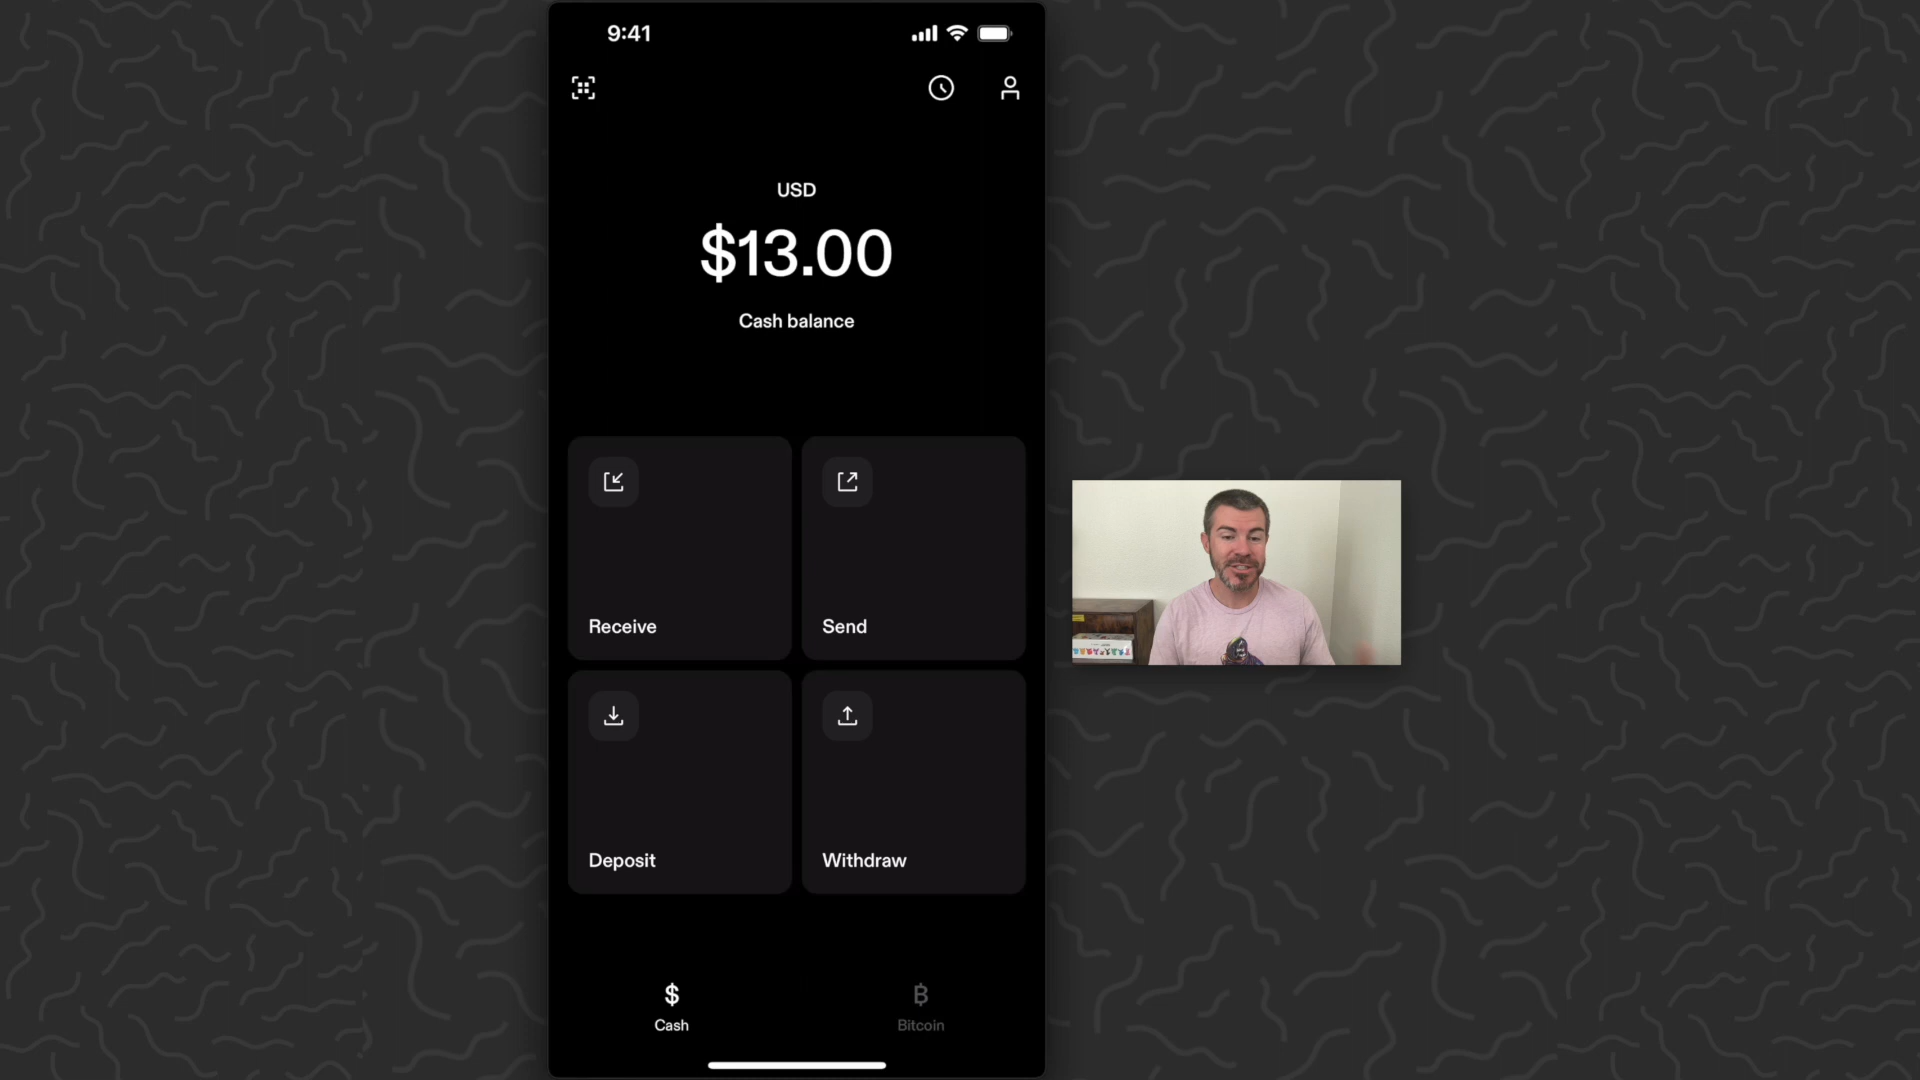 9:41
USD
$13.00
Cash balance
Receive
Send
Deposit
Withdraw
$
₿
Cash
Bitcoin